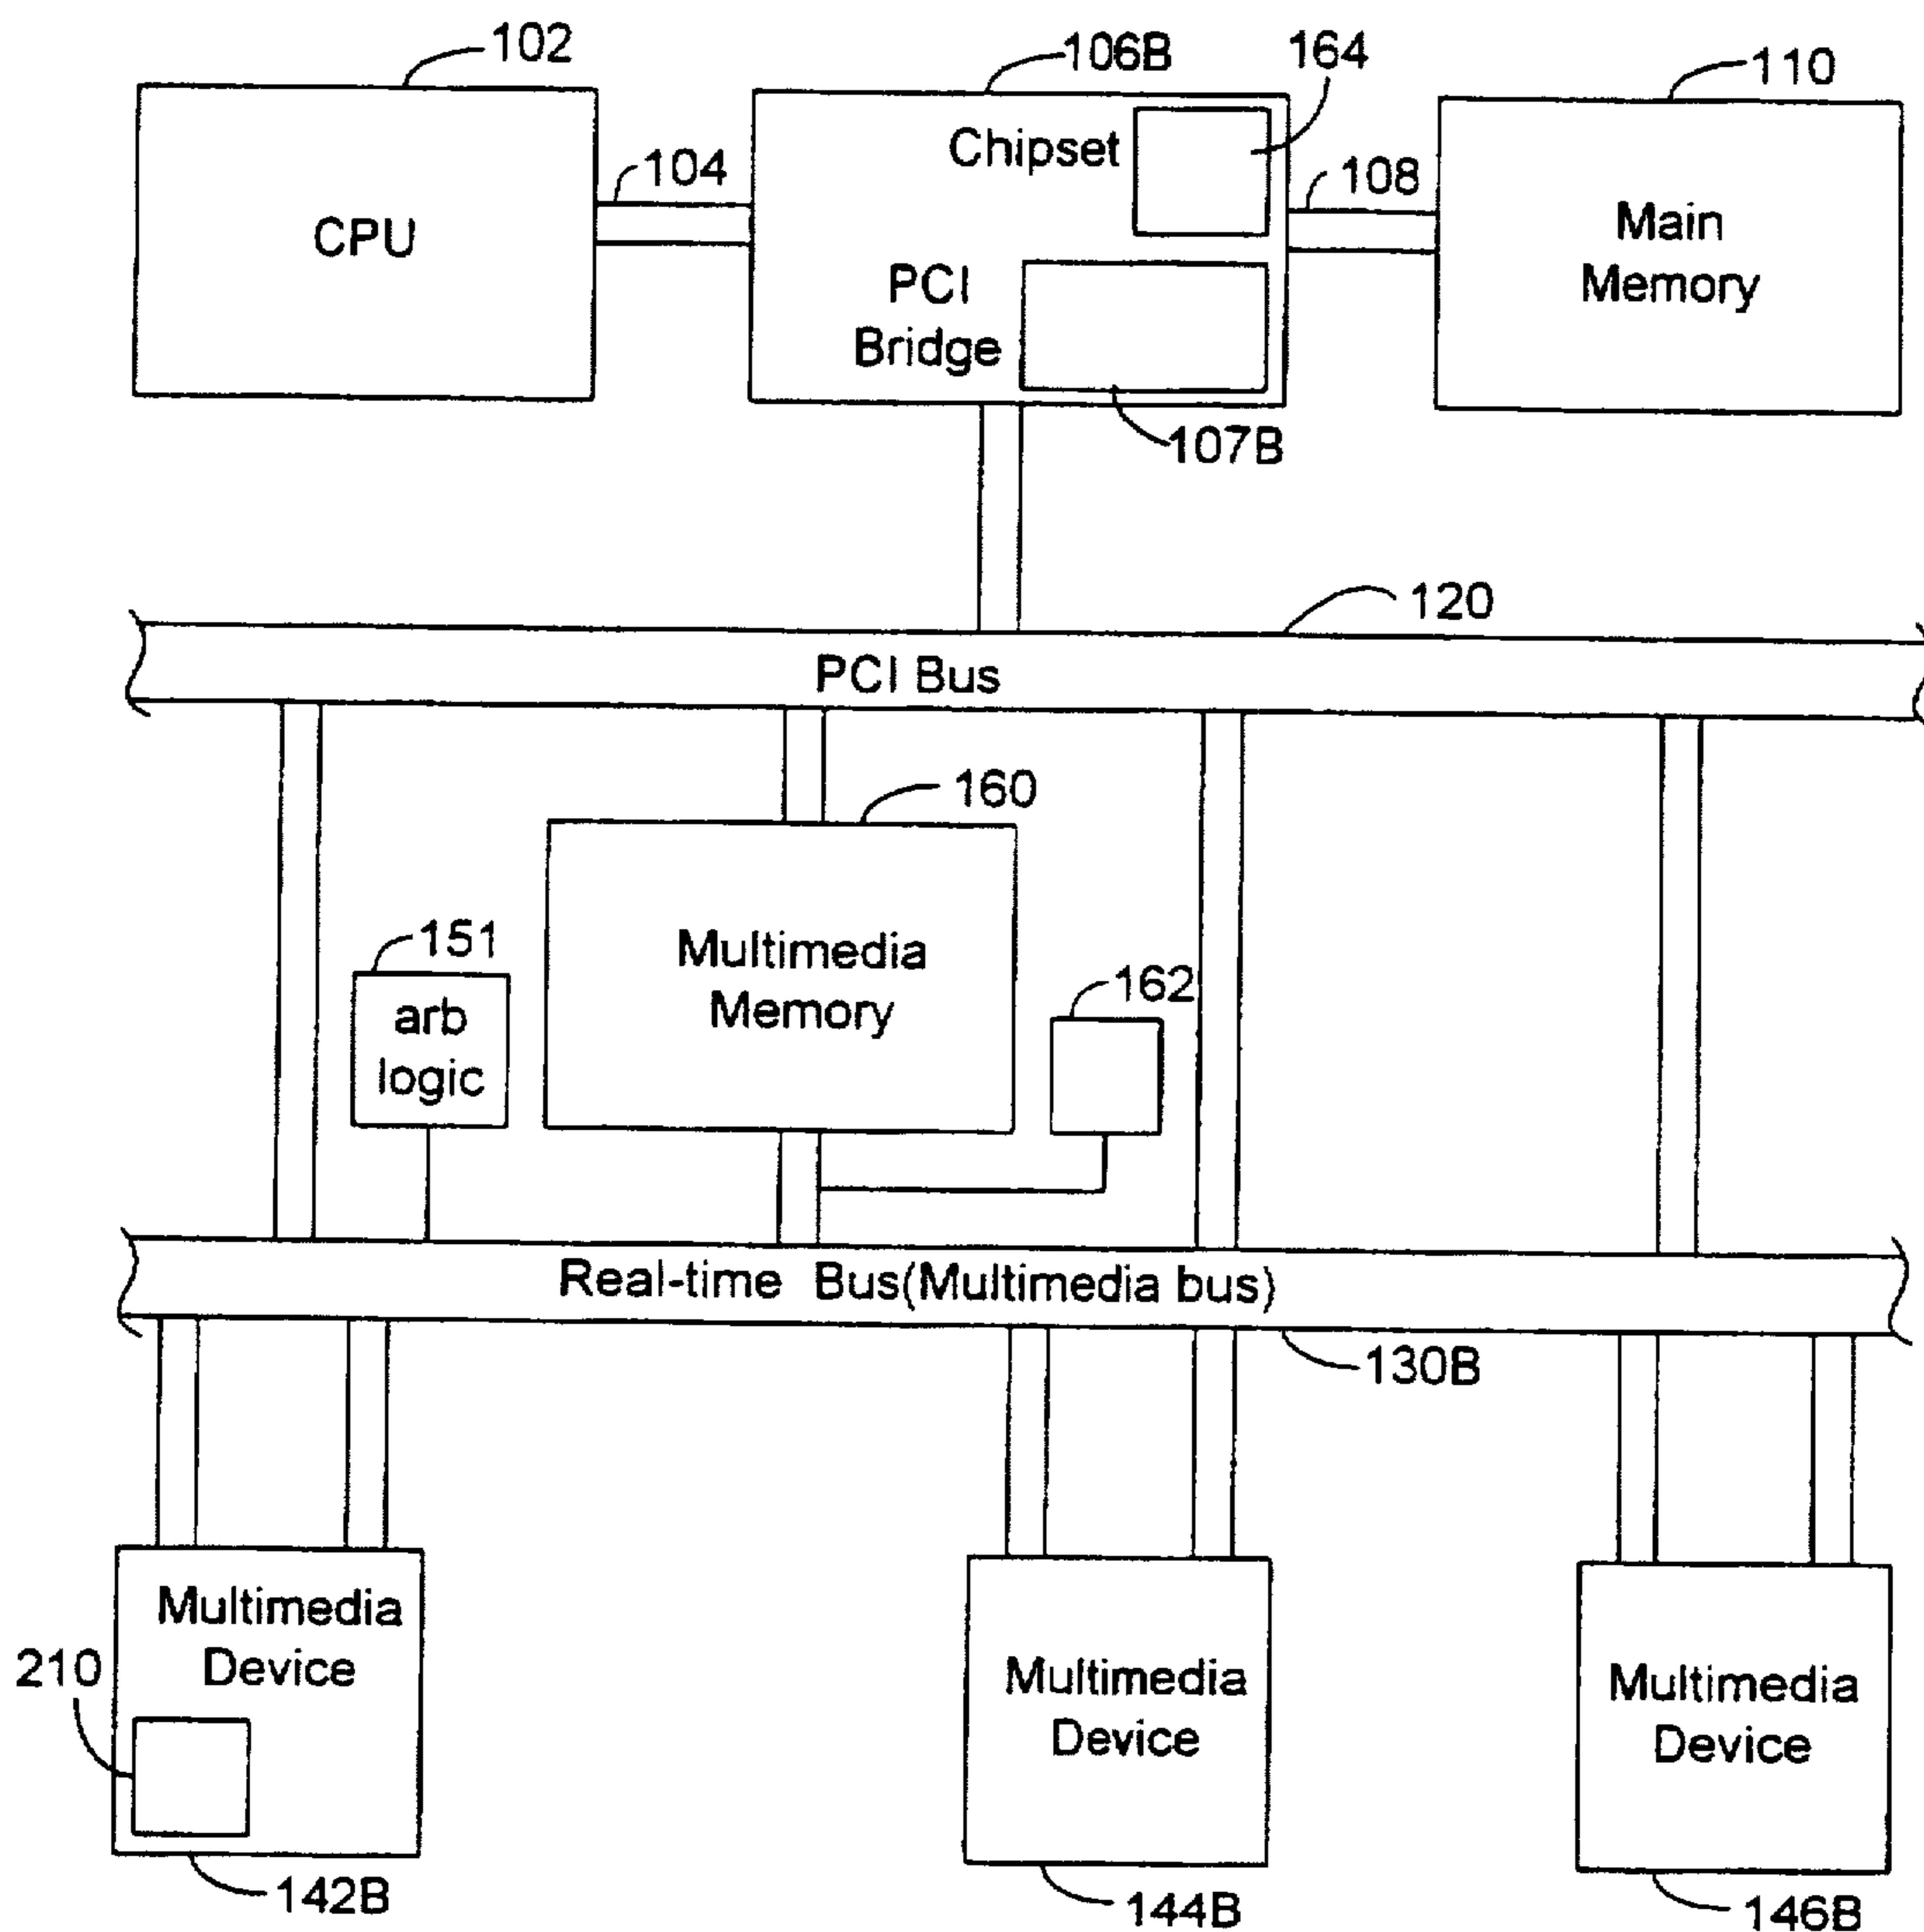 102
106B
164
110
Chipset
104
108
CPU
Main
Memory
PCI
Bridge
107B
120
PCI Bus
160
151
Multimedia
Memory
162
arb
logic
Real-time Bus(Multimedia bus)
130B
Multimedia
Device
210
Multimedia
Device
Multimedia
Device
142B
144B
146B